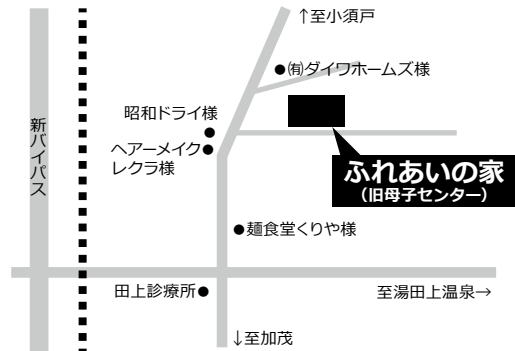 ↑至小須戸
●㈲ダイワホームズ様
昭和ドライ様
●
ヘアーメイク●
レクラ様
新バイパス
ふれあいの家
（旧母子センター）
●麺食堂くりや様
田上診療所●
至湯田上温泉→
↓至加茂